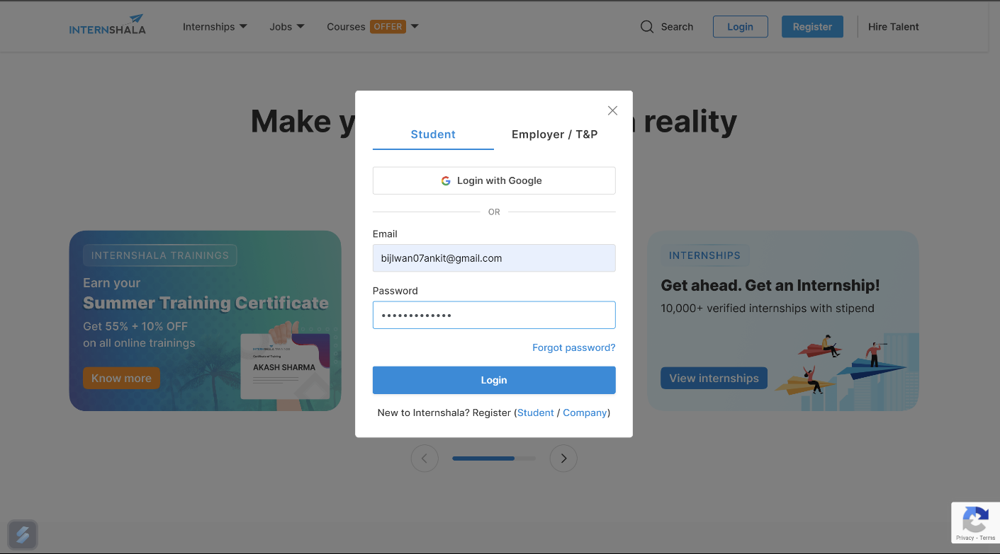 INTERNSHALA
Internships
Jobs
Courses OFFER
Search
Login
Register
Hire Talent
Make y
reality
Student
Employer / T&P
Login with Google
OR
Email
bijlwan07ankit@gmail.com
Password
•••••••••••••
Forgot password?
Login
New to Internshala? Register (Student / Company)
INTERNSHALA TRAININGS
Earn your
Summer Training Certificate
Get 55% + 10% OFF
on all online trainings
Know more
Certificate of Training
AKASH SHARMA
INTERNSHIPS
Get ahead. Get an Internship!
10,000+ verified internships with stipend
View internships
Privacy - Terms